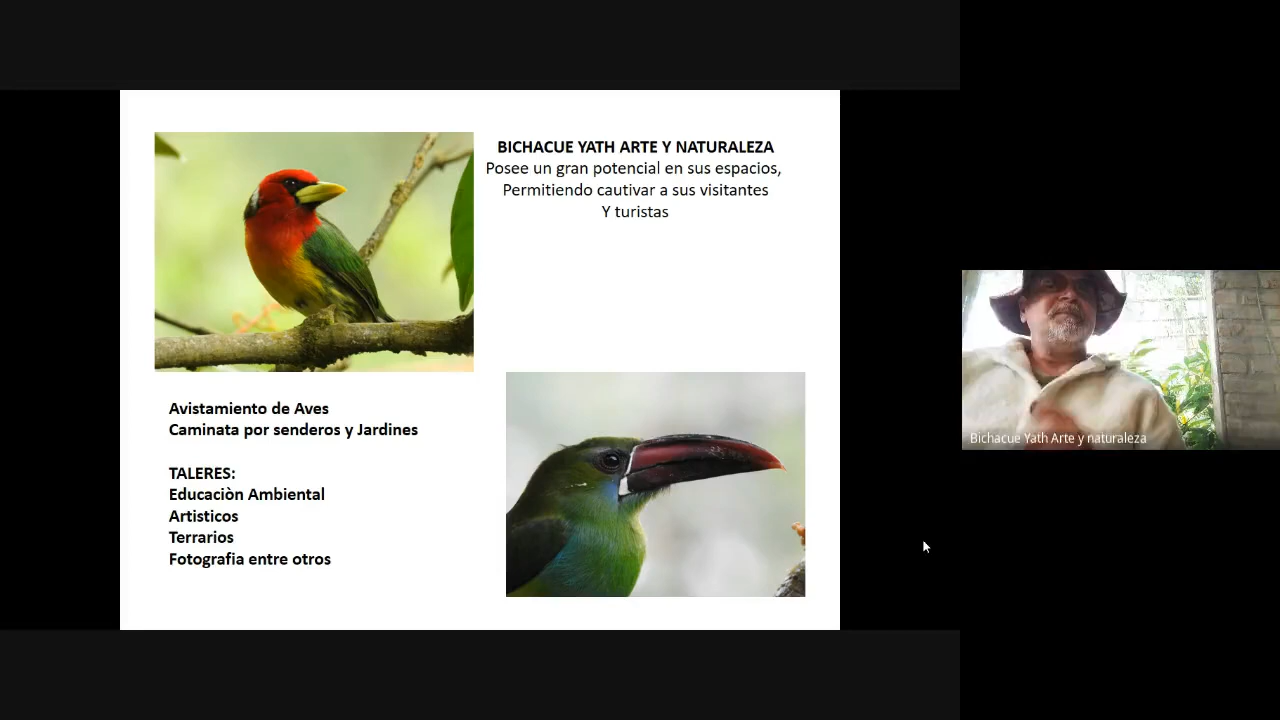 BICHACUE YATH ARTE Y NATURALEZA
Posee un gran potencial en sus espacios,
Permitiendo cautivar a sus visitantes
Y turistas
Avistamiento de Aves
Caminata por senderos y Jardines
TALERES:
Educaciòn Ambiental
Artisticos
Terrarios
Fotografia entre otros
Bichacue Yath Arte y naturaleza